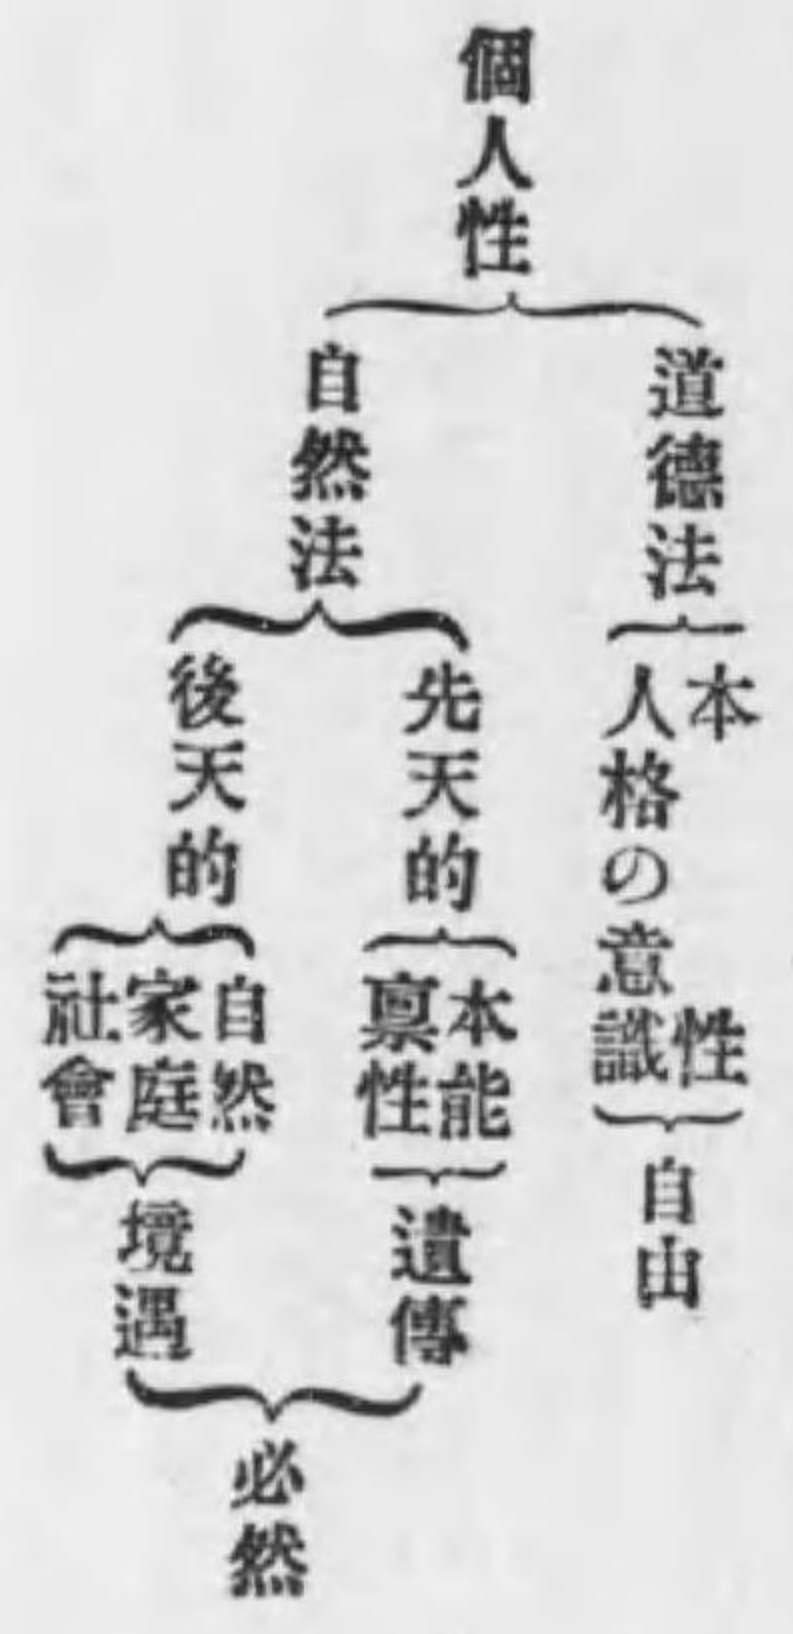 個人性
道德法
本性
人格の意識
自由
自然法
先天的
本能
禀性
遺傳
後天的
自然
家庭
社會
境遇
必然